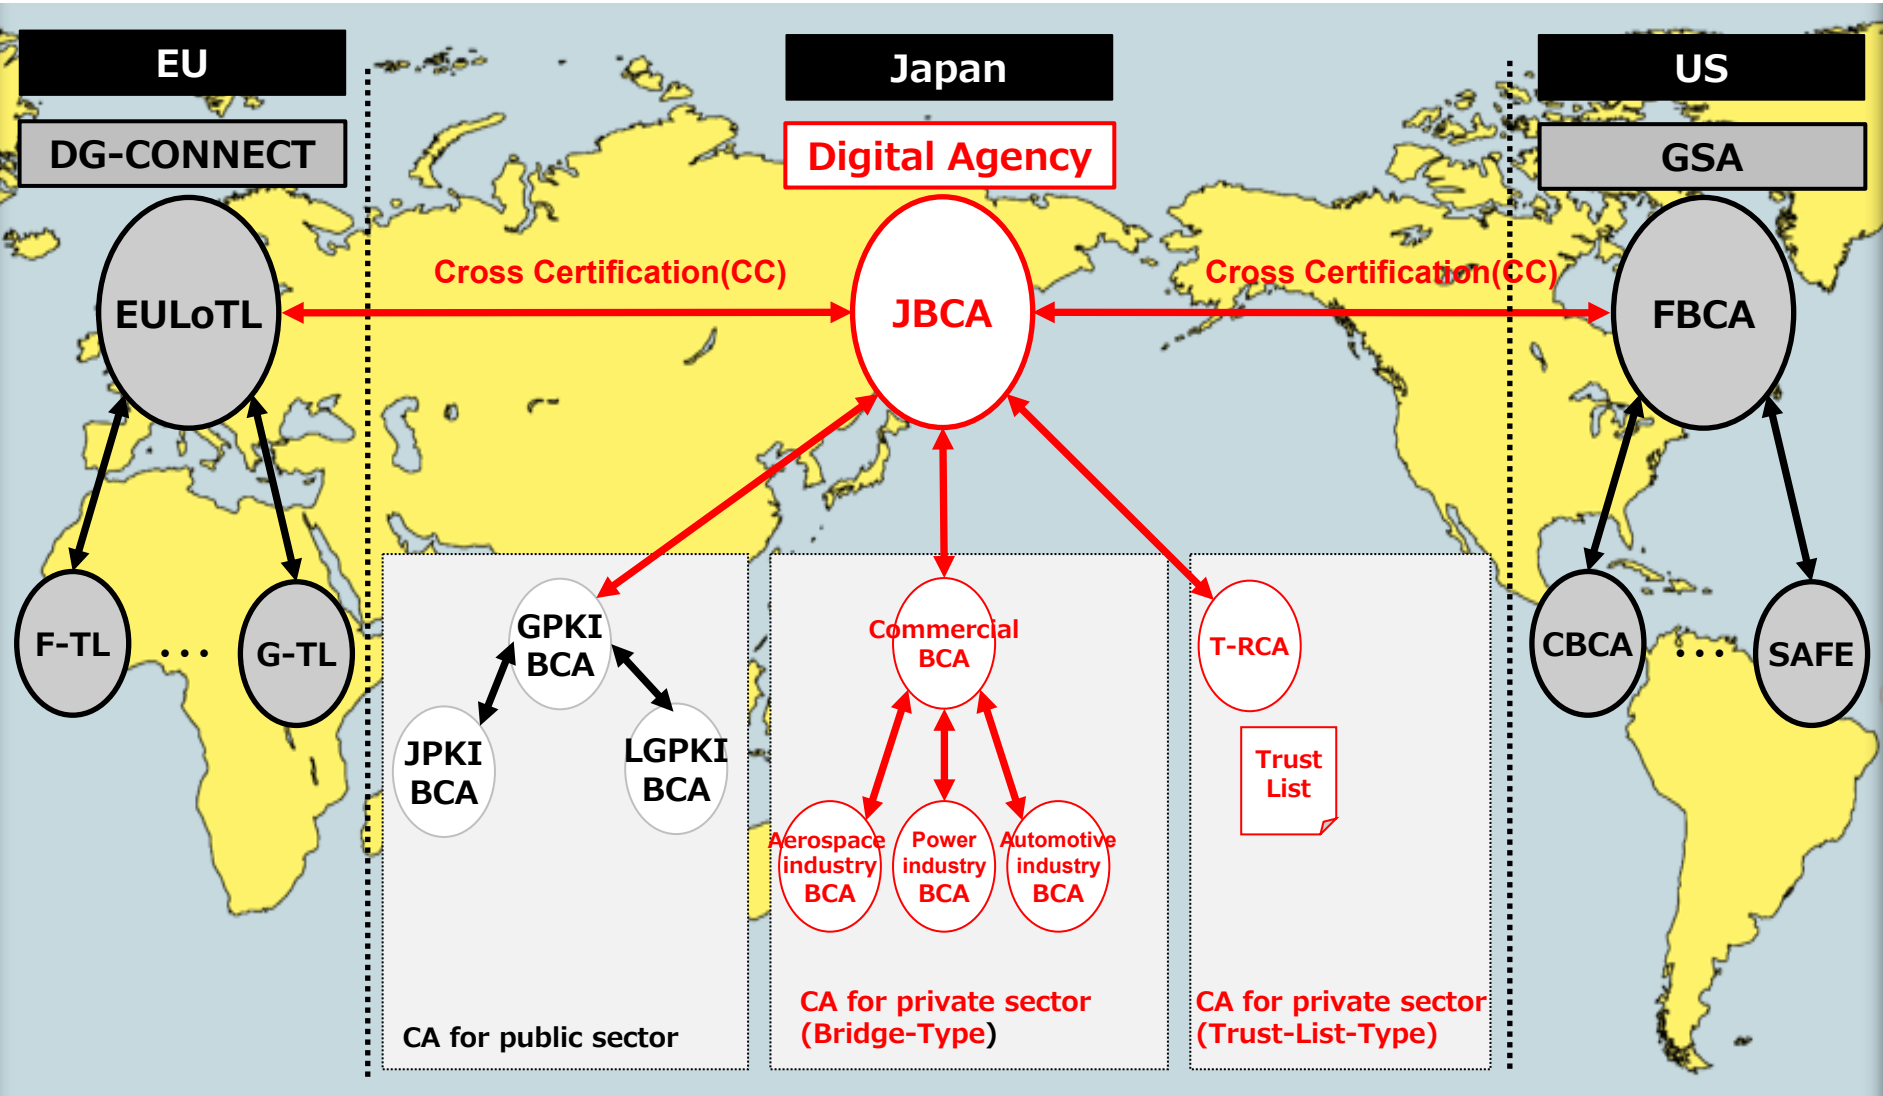 EU
Japan
US
DG-CONNECT
Digital Agency
GSA
Cross Certification(CC)
Cross Certification(CC)
EULoTL
JBCA
FBCA
F-TL
...
G-TL
GPKI
BCA
JPKI
BCA
LGPKI
BCA
CA for public sector
Commercial
BCA
Aerospace
industry
BCA
Power
industry
BCA
Automotive
industry
BCA
CA for private sector
(Bridge-Type)
T-RCA
Trust
List
CA for private sector
(Trust-List-Type)
CBCA
...
SAFE